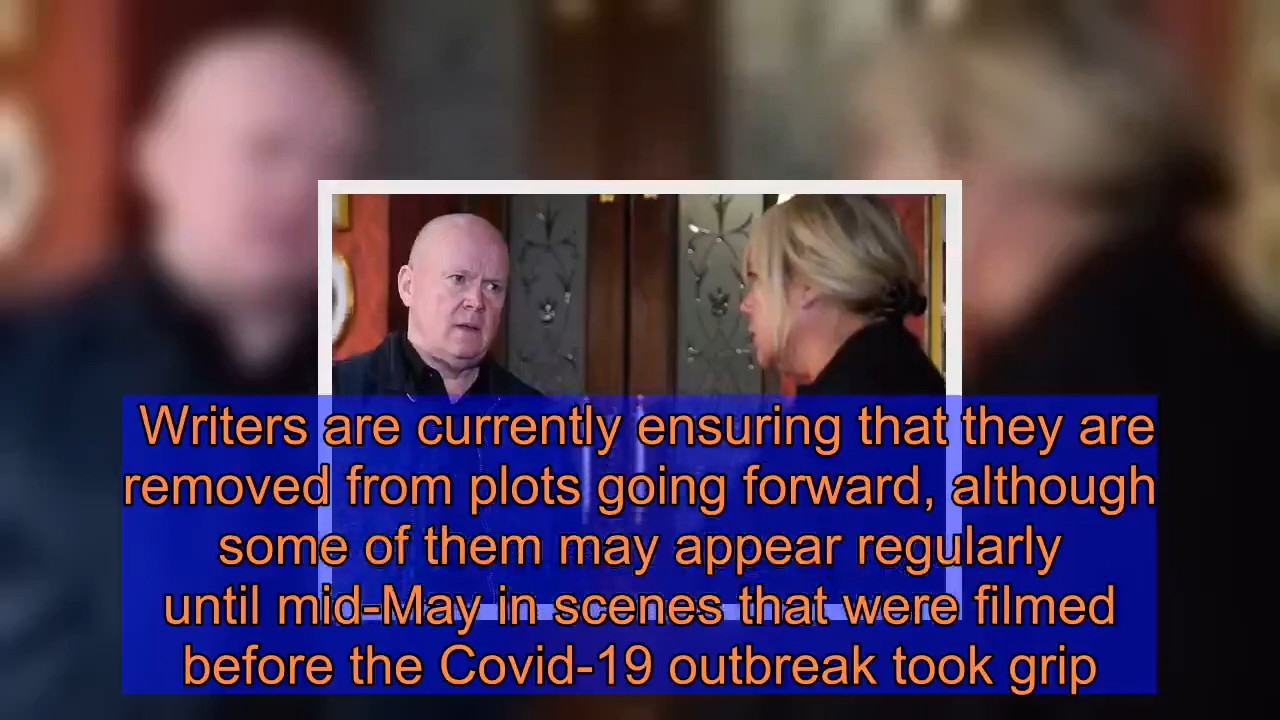 Writers are currently ensuring that they are
removed from plots going forward, although
some of them may appear regularly
until mid-May in scenes that were filmed
before the Covid-19 outbreak took grip